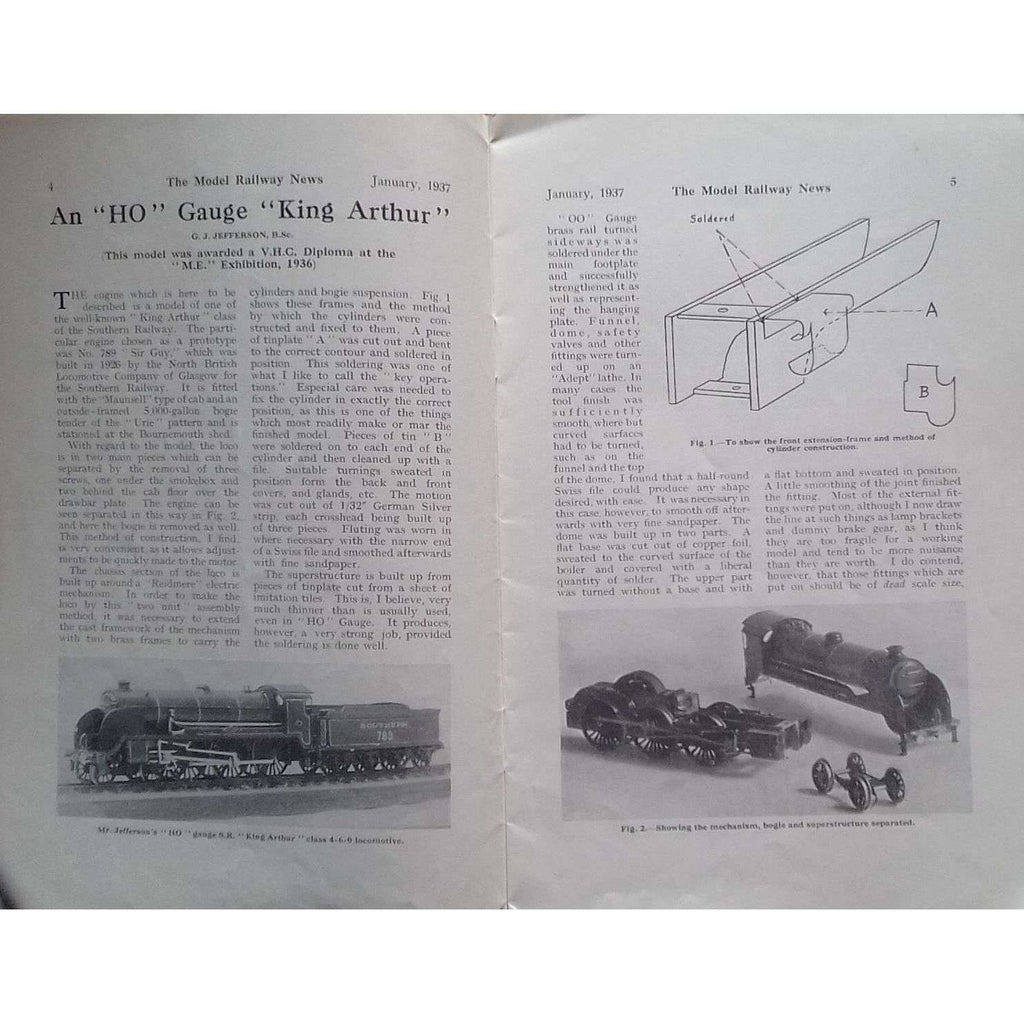 4
The Model Railway News
January, 1937
An "HO" Gauge "King Arthur"
G. J. JEFFERSON, B.Sc.
(This model was awarded a V.H.C. Diploma at the
"M.E." Exhibition, 1936)
THE engine which is here to be
described is a model of one of
the well-known "King Arthur" class
of the Southern Railway. The parti-
cular engine chosen as a prototype
was No. 789 "Sir Guy," which was
built in 1926 by the North British
Locomotive Company of Glasgow for
the Southern Railway. It is fitted
with the "Maunsell" type of cab and an
outside-framed 5,000-gallon bogie
tender of the "Urie" pattern and is
stationed at the Bournemouth shed.
With regard to the model, the loco
is in two main pieces which can be
separated by the removal of three
screws, one under the smokebox and
two behind the cab floor over the
drawbar plate. The engine can be
seen separated in this way in Fig. 2,
and here the bogie is removed as well.
This method of construction, I find,
is very convenient, as it allows adjust-
ments to be quickly made to the motor.
The chassis section of the loco is
built up around a "Reidmere" electric
mechanism. In order to make the
loco by this "two unit" assembly
method, it was necessary to extend
the cast framework of the mechanism
with two brass frames to carry the
cylinders and bogie suspension. Fig. 1
shows these frames and the method
by which the cylinders were con-
structed and fixed to them. A piece
of tinplate "A" was cut out and bent
to the correct contour and soldered in
position. This soldering was one of
what I like to call the "key opera-
tions." Especial care was needed to
fix the cylinder in exactly the correct
position, as this is one of the things
which most readily make or mar the
finished model. Pieces of tin "B"
were soldered on to each end of the
cylinder and then cleaned up with a
file. Suitable turnings sweated in
position form the back and front
covers, and glands, etc. The motion
was cut out of 1/32" German Silver
strip, each crosshead being built up
of three pieces. Fluting was worn in
where necessary with the narrow end
of a Swiss file and smoothed afterwards
with fine sandpaper.
The superstructure is built up from
pieces of tinplate cut from a sheet of
imitation tiles. This is, I believe, very
much thinner than is usually used,
even in "HO" Gauge. It produces,
however, a very strong job, provided
the soldering is done well.
SOUTHERN
789
Mr. Jefferson's "HO" gauge S.R. "King Arthur" class 4-6-0 locomotive.
January, 1937
The Model Railway News
5
"OO" Gauge
brass rail turned
sideways was
soldered under the
main footplate
and successfully
strengthened it as
well as represent-
ing the hanging
plate. Funnel,
dome, safety
valves and other
fittings were turn-
ed up on an
"Adept" lathe. In
many cases the
tool finish was
sufficiently
smooth, where but
curved surfaces
had to be turned,
such as on the
funnel and the top
of the dome, I found that a half-round
Swiss file could produce any shape
desired, with ease. It was necessary in
this case, however, to smooth off after-
wards with very fine sandpaper. The
dome was built up in two parts. A
flat base was cut out of copper foil,
sweated to the curved surface of the
boiler and covered with a liberal
quantity of solder. The upper part
was turned without a base and with
Soldered
A
B
Fig. 1.—To show the front extension-frame and method of
cylinder construction.
a flat bottom and sweated in position.
A little smoothing of the joint finished
the fitting. Most of the external fit-
tings were put on, although I now draw
the line at such things as lamp brackets
and dummy brake gear, as I think
they are too fragile for a working
model and tend to be more nuisance
than they are worth. I do contend,
however, that those fittings which are
put on should be of dead scale size,
Fig. 2.—Showing the mechanism, bogie and superstructure separated.